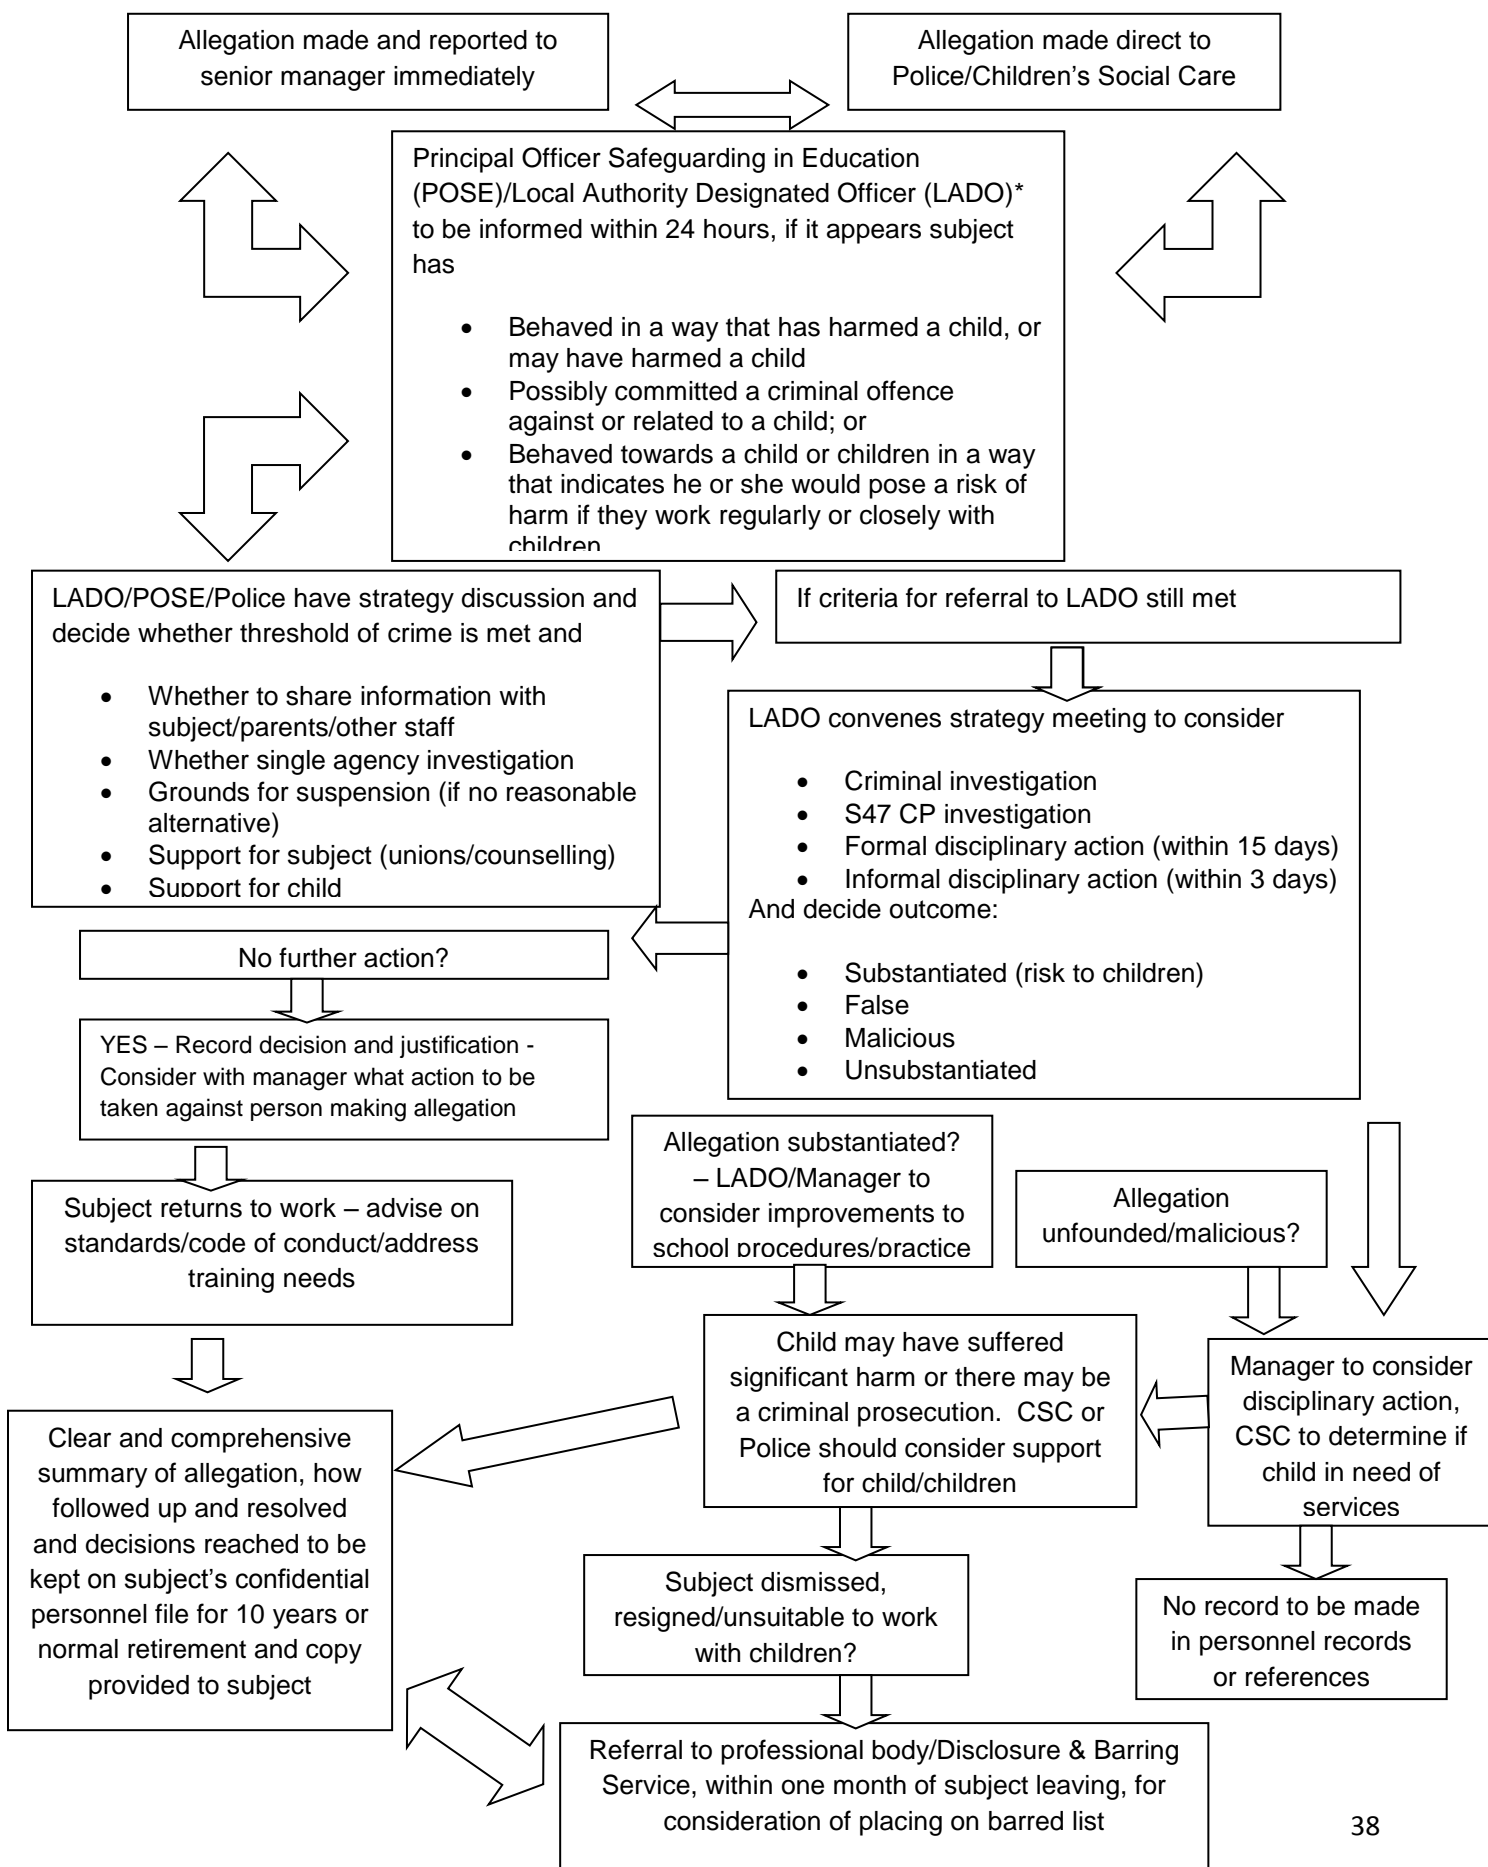 Allegation made and reported to
senior manager immediately
Allegation made direct to
Police/Children's Social Care
Principal Officer Safeguarding in Education
(POSE)/Local Authority Designated Officer (LADO)*
to be informed within 24 hours, if it appears subject
has
• Behaved in a way that has harmed a child, or
may have harmed a child
• Possibly committed a criminal offence
against or related to a child; or
• Behaved towards a child or children in a way
that indicates he or she would pose a risk of
harm if they work regularly or closely with
children
LADO/POSE/Police have strategy discussion and
decide whether threshold of crime is met and
• Whether to share information with
subject/parents/other staff
• Whether single agency investigation
• Grounds for suspension (if no reasonable
alternative)
• Support for subject (unions/counselling)
• Support for child
If criteria for referral to LADO still met
LADO convenes strategy meeting to consider
• Criminal investigation
• S47 CP investigation
• Formal disciplinary action (within 15 days)
• Informal disciplinary action (within 3 days)
And decide outcome:
• Substantiated (risk to children)
• False
• Malicious
• Unsubstantiated
No further action?
YES – Record decision and justification -
Consider with manager what action to be
taken against person making allegation
Subject returns to work – advise on
standards/code of conduct/address
training needs
Allegation substantiated?
– LADO/Manager to
consider improvements to
school procedures/practice
Allegation
unfounded/malicious?
Child may have suffered
significant harm or there may be
a criminal prosecution. CSC or
Police should consider support
for child/children
Manager to consider
disciplinary action,
CSC to determine if
child in need of
services
Clear and comprehensive
summary of allegation, how
followed up and resolved
and decisions reached to be
kept on subject's confidential
personnel file for 10 years or
normal retirement and copy
provided to subject
Subject dismissed,
resigned/unsuitable to work
with children?
No record to be made
in personnel records
or references
Referral to professional body/Disclosure & Barring
Service, within one month of subject leaving, for
consideration of placing on barred list
38